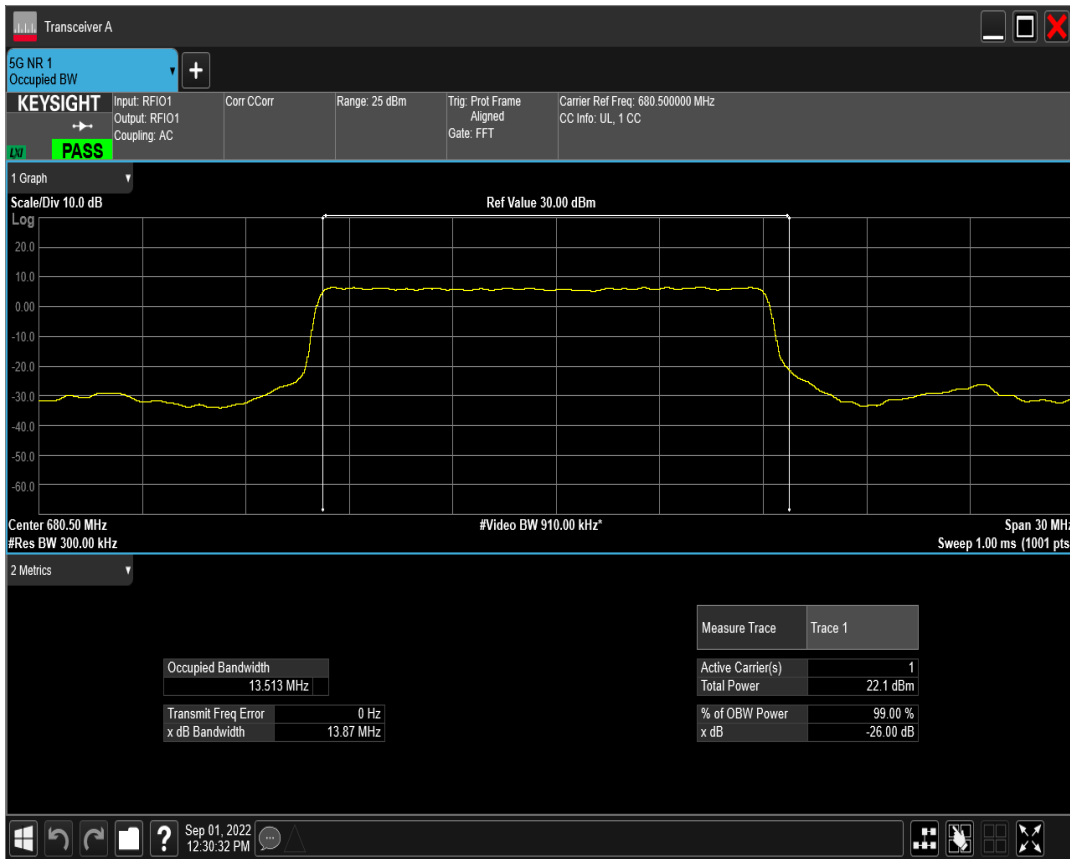 Transceiver A
5G NR 1
Occupied BW
KEYSIGHT
LXI
PASS
Input: RFIO1
Output: RFIO1
Coupling: AC
Corr CCorr
Range: 25 dBm
Trig: Prot Frame
Aligned
Gate: FFT
Carrier Ref Freq: 680.500000 MHz
CC Info: UL, 1 CC
1 Graph
Scale/Div 10.0 dB
Ref Value 30.00 dBm
Log
20.0
10.0
0.00
-10.0
-20.0
-30.0
-40.0
-50.0
-60.0
Center 680.50 MHz
#Video BW 910.00 kHz*
Span 30 MHz
#Res BW 300.00 kHz
Sweep 1.00 ms (1001 pts
2 Metrics
Measure Trace Trace 1
Occupied Bandwidth
13.513 MHz
Active Carrier(s) 1
Total Power 22.1 dBm
Transmit Freq Error 0 Hz
x dB Bandwidth 13.87 MHz
% of OBW Power 99.00 %
x dB -26.00 dB
?
Sep 01, 2022
12:30:32 PM